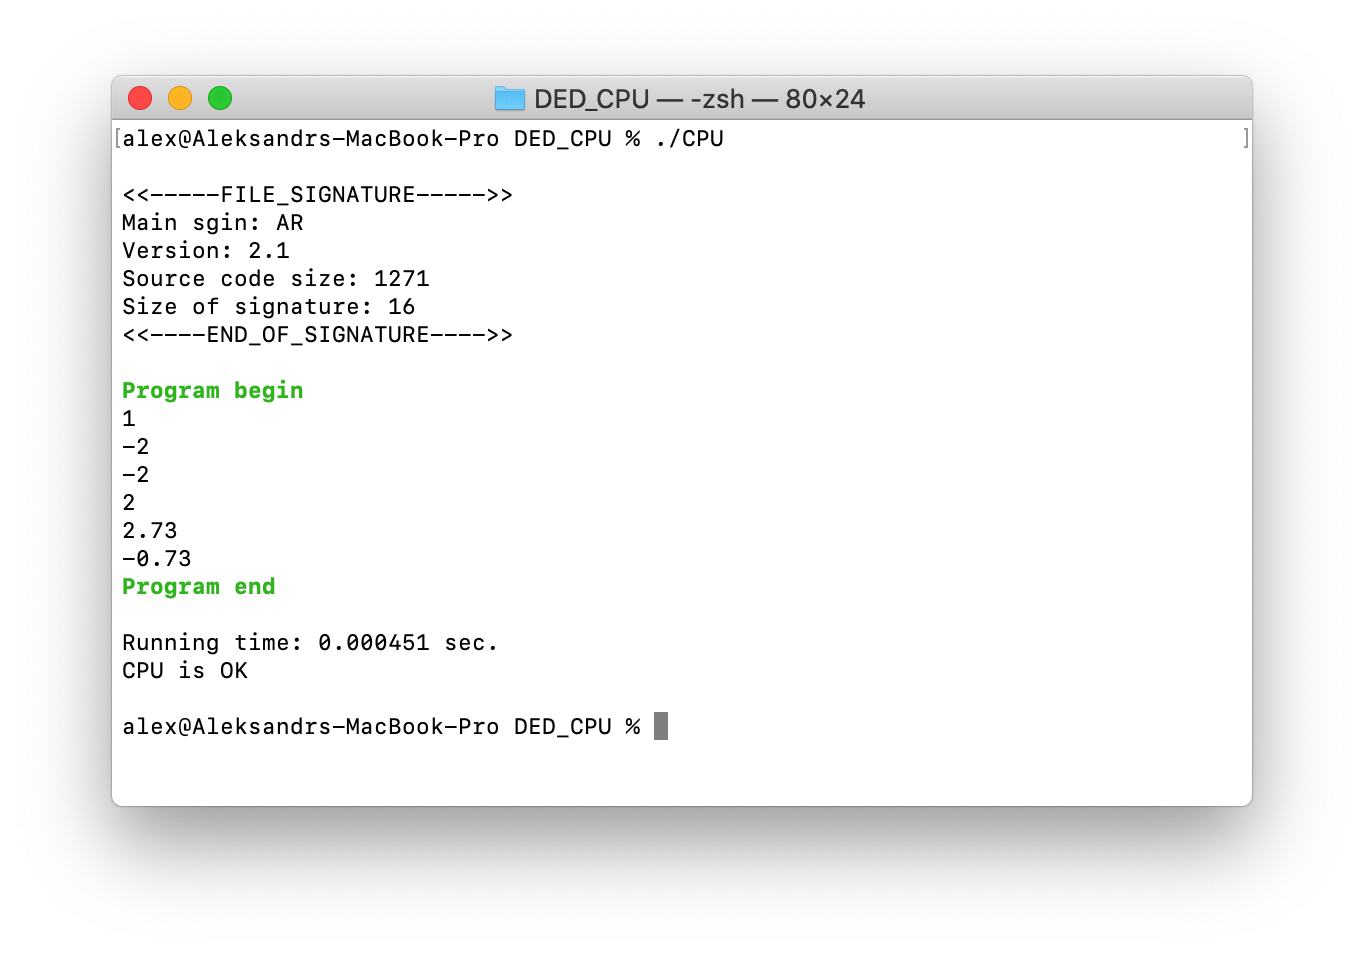 DED_CPU — -zsh — 80×24
[alex@Aleksandrs-MacBook-Pro DED_CPU % ./CPU ]
<<-----FILE_SIGNATURE----->>
Main sgin: AR
Version: 2.1
Source code size: 1271
Size of signature: 16
<<----END_OF_SIGNATURE---->>
Program begin
1
-2
-2
2
2.73
-0.73
Program end
Running time: 0.000451 sec.
CPU is OK
alex@Aleksandrs-MacBook-Pro DED_CPU %